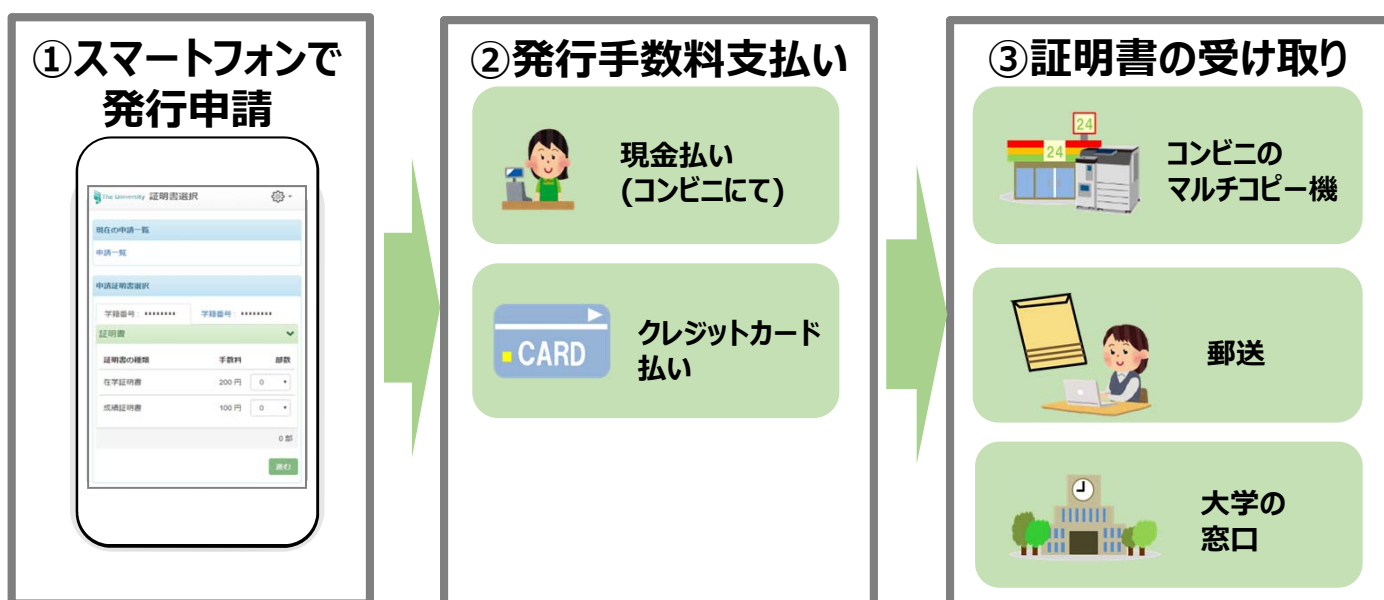 ①スマートフォンで
発行申請
The University 証明書選択
現在の申請一覧
申請一覧
申請証明書選択
学籍番号: ******** 学籍番号: ********
証明書
証明書の種類 手数料 部数
在学証明書 200 円 0
成績証明書 100 円 0
0 部
進む
②発行手数料支払い
現金払い
(コンビニにて)
CARD
クレジットカード
払い
③証明書の受け取り
24
24
コンビニの
マルチコピー機
郵送
大学の
窓口